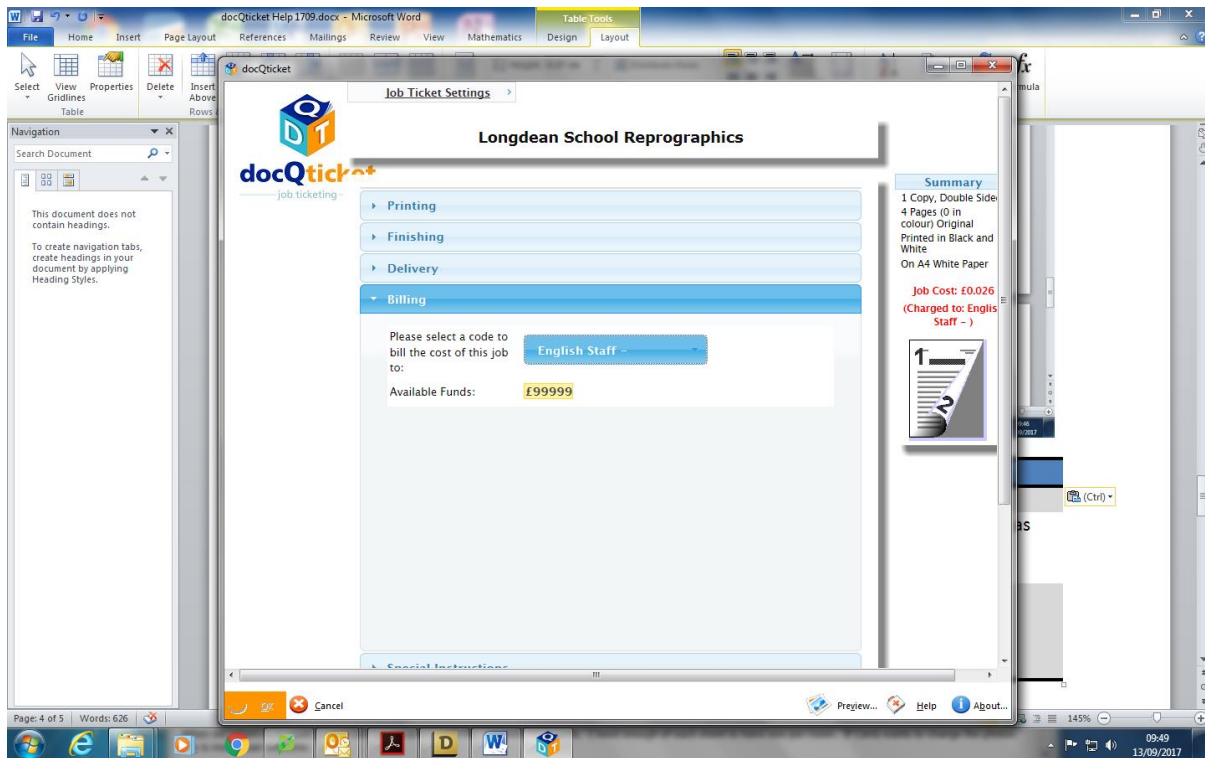 docQticket Help 1709.docx - Microsoft Word
Table Tools
File Home Insert Page Layout References Mailings Review View Mathematics Design Layout
Select View Gridlines Properties Delete Insert Above
Table
Rows
Navigation
Search Document
This document does not
contain headings.
To create navigation tabs,
create headings in your
document by applying
Heading Styles.
docQticket
Job Ticket Settings
Q
D T
docQticket
job ticketing
Longdean School Reprographics
Printing
Finishing
Delivery
Billing
Please select a code to
bill the cost of this job
to:
English Staff -
Available Funds:
£99999
Special Instructions
Summary
1 Copy, Double Side
4 Pages (0 in
colour) Original
Printed in Black and
White
On A4 White Paper
Job Cost: £0.026
(Charged to: Englis
Staff - )
1
2
(Ctrl)
as
OK Cancel Preview... Help About...
Page: 4 of 5 Words: 626 145%
09:49
13/09/2017